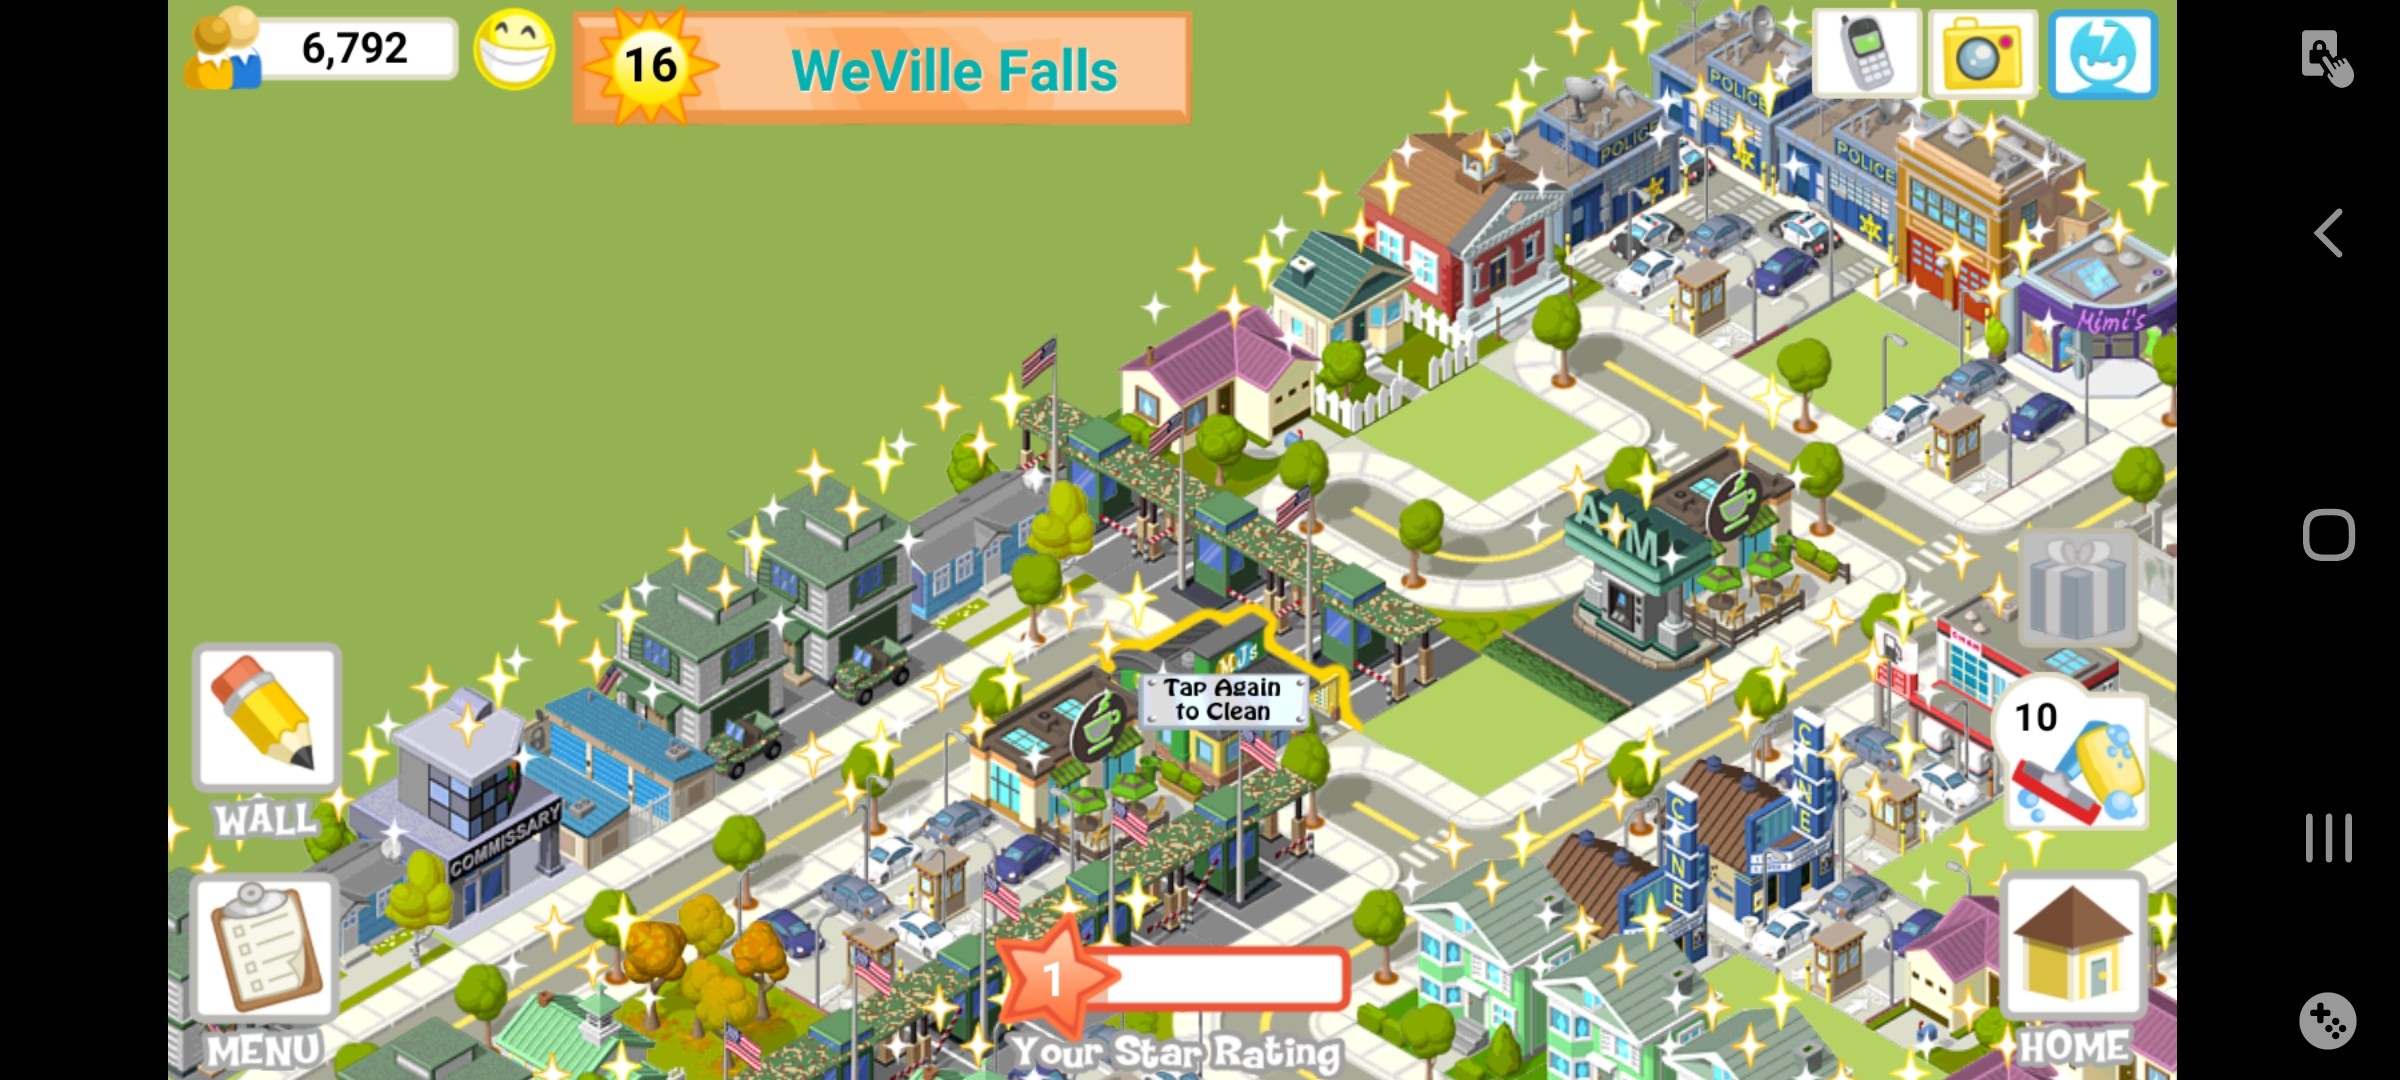 6,792
16
WeVille Falls
POLICE
POLICE
POLICE
Mimi's
ATM
MJs
Tap Again
to Clean
10
WALL
COMMISSARY
CINE
CINE
1
MENU
Your Star Rating
HOME